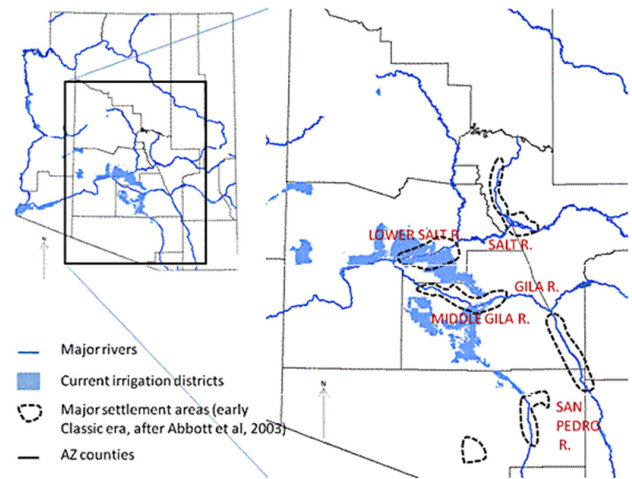 N
Major rivers
Current irrigation districts
Major settlement areas (early
Classic era, after Abbott et al, 2003)
AZ counties
N
LOWER SALT R.
SALT R.
GILA R.
MIDDLE GILA R.
SAN
PEDRO
R.